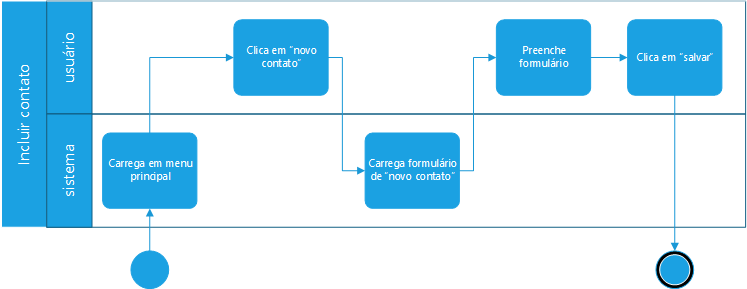 Incluir contato
usuário
Clica em "novo
contato"
Preenche
formulário
Clica em "salvar"
sistema
Carrega em menu
principal
Carrega formulário
de "novo contato"